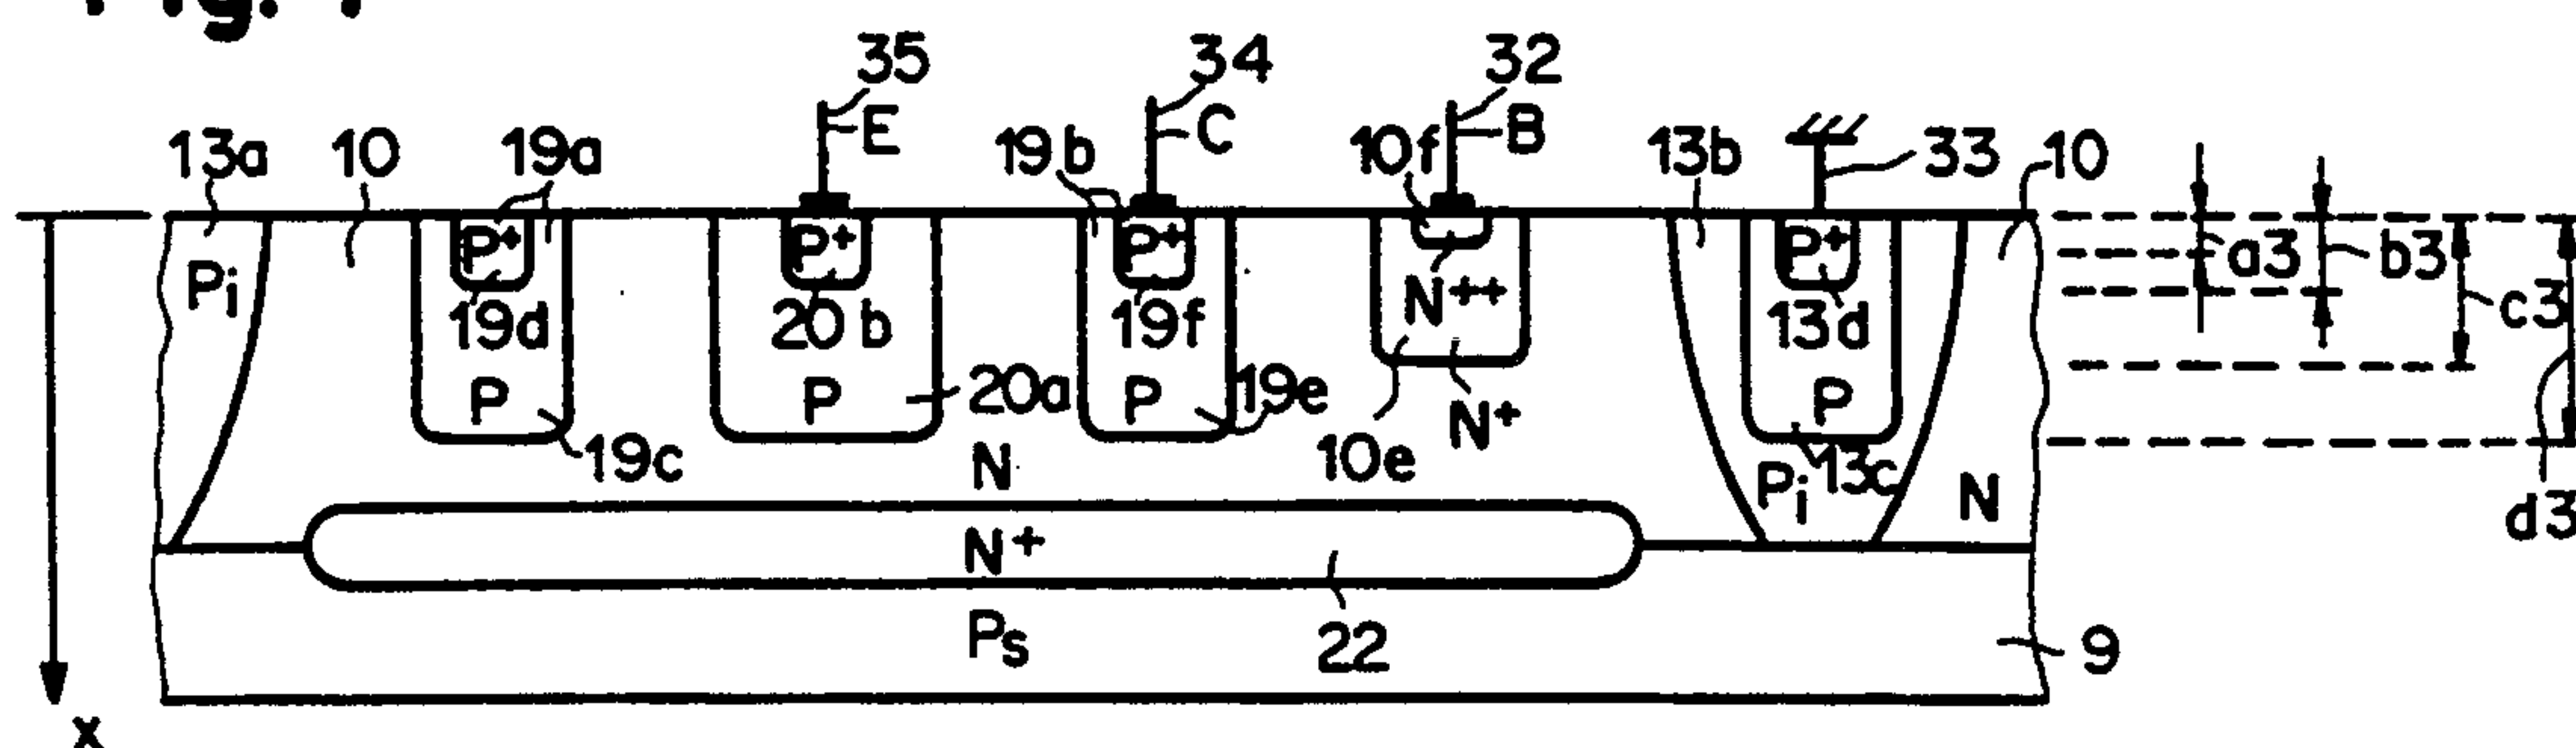 35 34 32
13a 10 19a E 19b C 10f B 13b 33 10
Pi P+ P+ P+ P+ a3 b3
19d 20b 19f N++ 13d c3
P P 20a P 19e P
19c N 10e N+ Pi 13c N
d3
N+
Ps 22 9
x